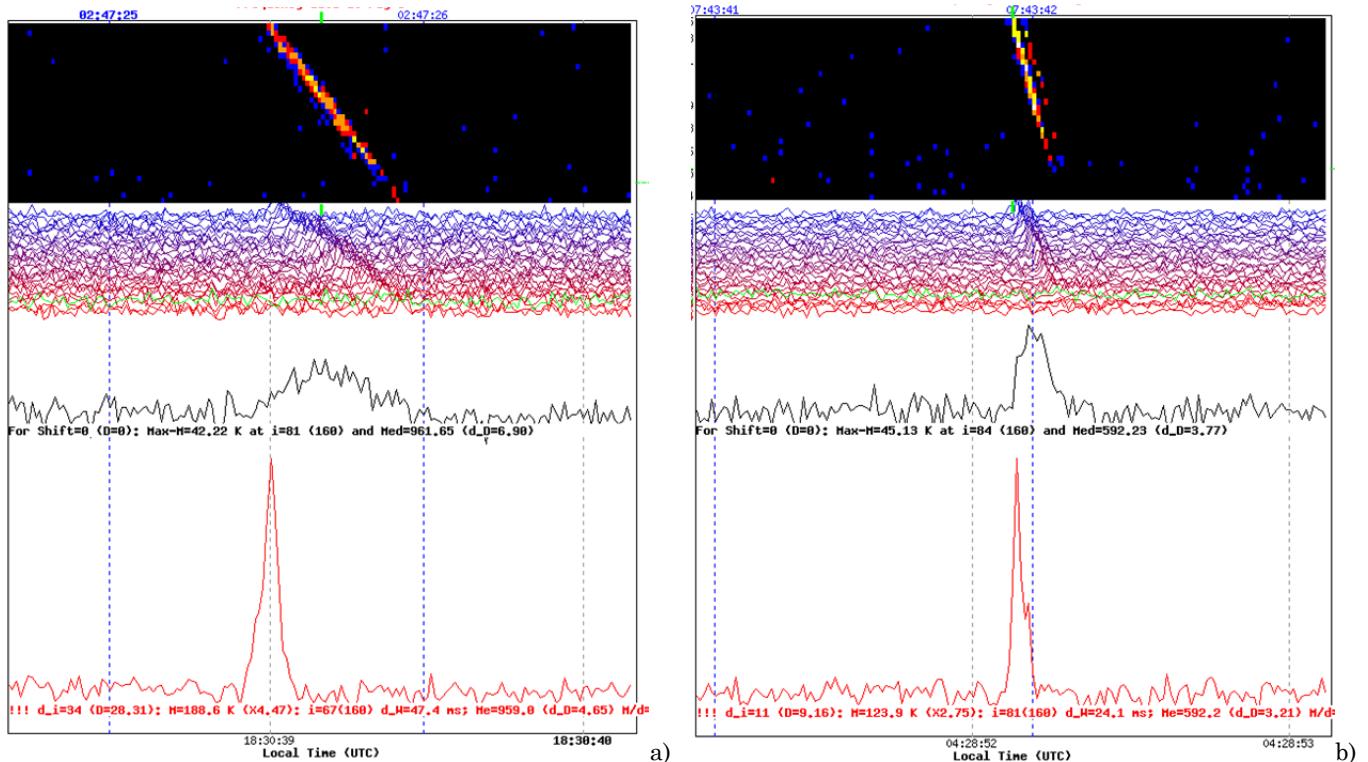 02:47:25
02:47:26
For Shift=0 (D=0): Max-M=42.22 K at i=81 (160) and Med=961.65 (d_D=6.90)
!!! d_i=34 (D=28.31): M=188.6 K (X4.47): i=67(160) d_W=47.4 ms; Me=959.0 (d_D=4.65) M/d=
18:30:39
18:30:40
Local Time (UTC)
a)
07:43:41
07:43:42
For Shift=0 (D=0): Max-M=45.13 K at i=84 (160) and Med=592.23 (d_D=3.77)
!!! d_i=11 (D=9.16): M=123.9 K (X2.75): i=81(160) d_W=24.1 ms; Me=592.2 (d_D=3.21) M/d=
04:28:52
04:28:53
Local Time (UTC)
b)